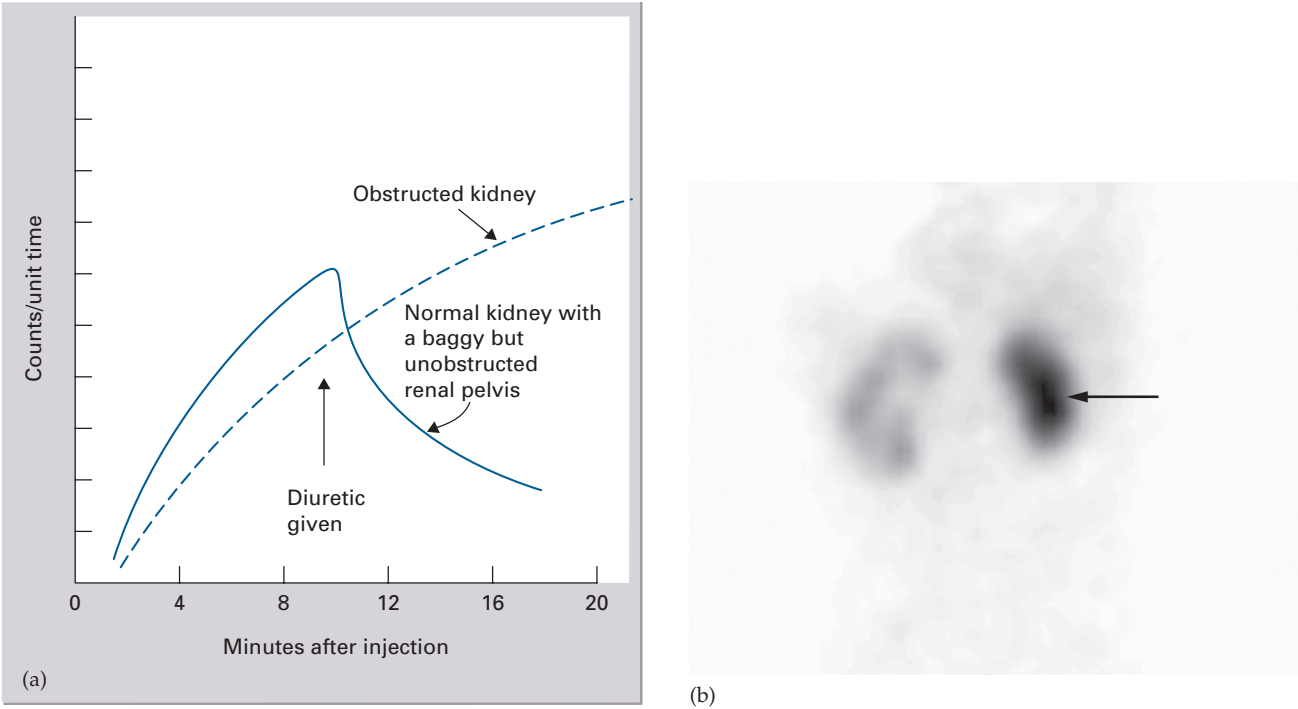 Counts/unit time
Obstructed kidney
Normal kidney with
a baggy but
unobstructed
renal pelvis
Diuretic
given
0 4 8 12 16 20
Minutes after injection
(a)
(b)